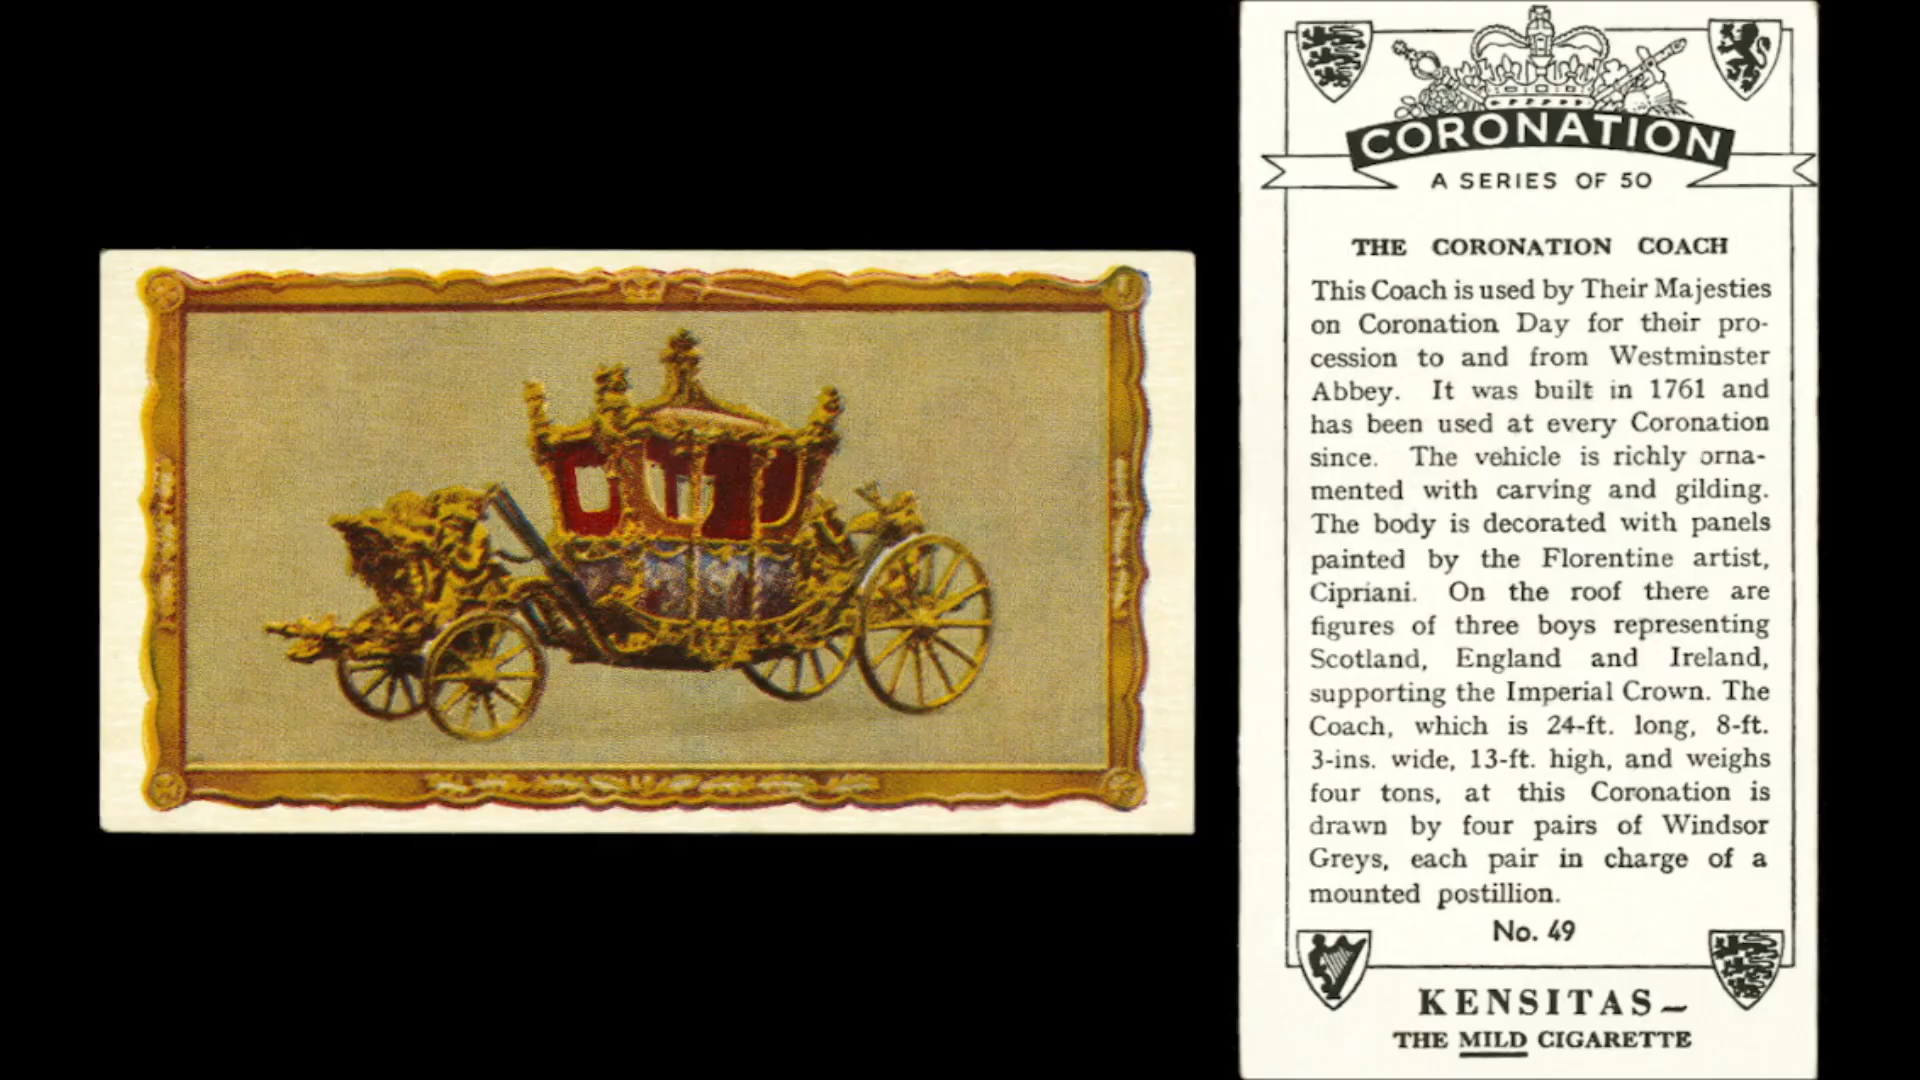 CORONATION
A SERIES OF 50
THE CORONATION COACH
This Coach is used by Their Majesties
on Coronation Day for their pro-
cession to and from Westminster
Abbey. It was built in 1761 and
has been used at every Coronation
since. The vehicle is richly orna-
mented with carving and gilding.
The body is decorated with panels
painted by the Florentine artist,
Cipriani. On the roof there are
figures of three boys representing
Scotland, England and Ireland,
supporting the Imperial Crown. The
Coach, which is 24-ft. long, 8-ft.
3-ins. wide, 13-ft. high, and weighs
four tons, at this Coronation is
drawn by four pairs of Windsor
Greys, each pair in charge of a
mounted postillion.
No. 49
KENSITAS—
THE MILD CIGARETTE